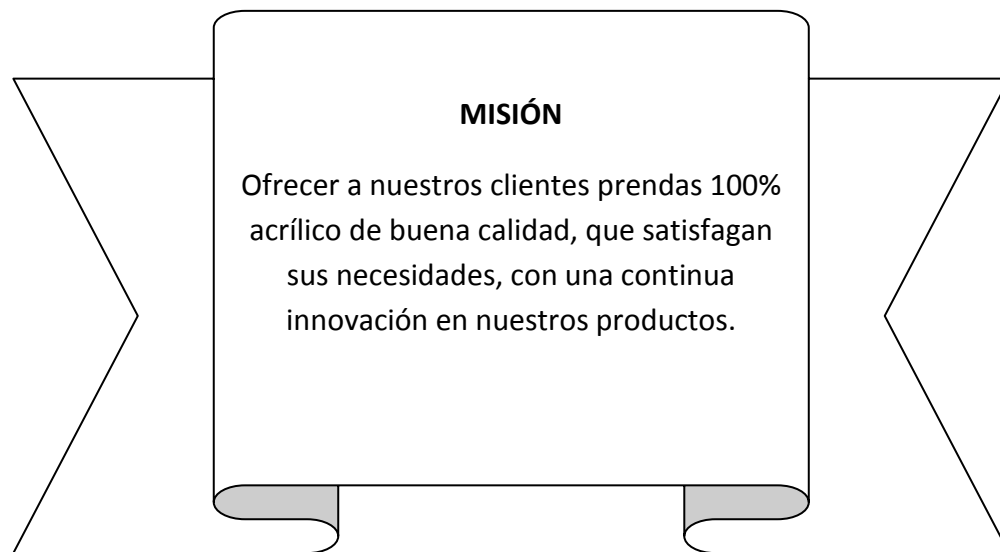 MISIÓN
Ofrecer a nuestros clientes prendas 100%
acrílico de buena calidad, que satisfagan
sus necesidades, con una continua
innovación en nuestros productos.